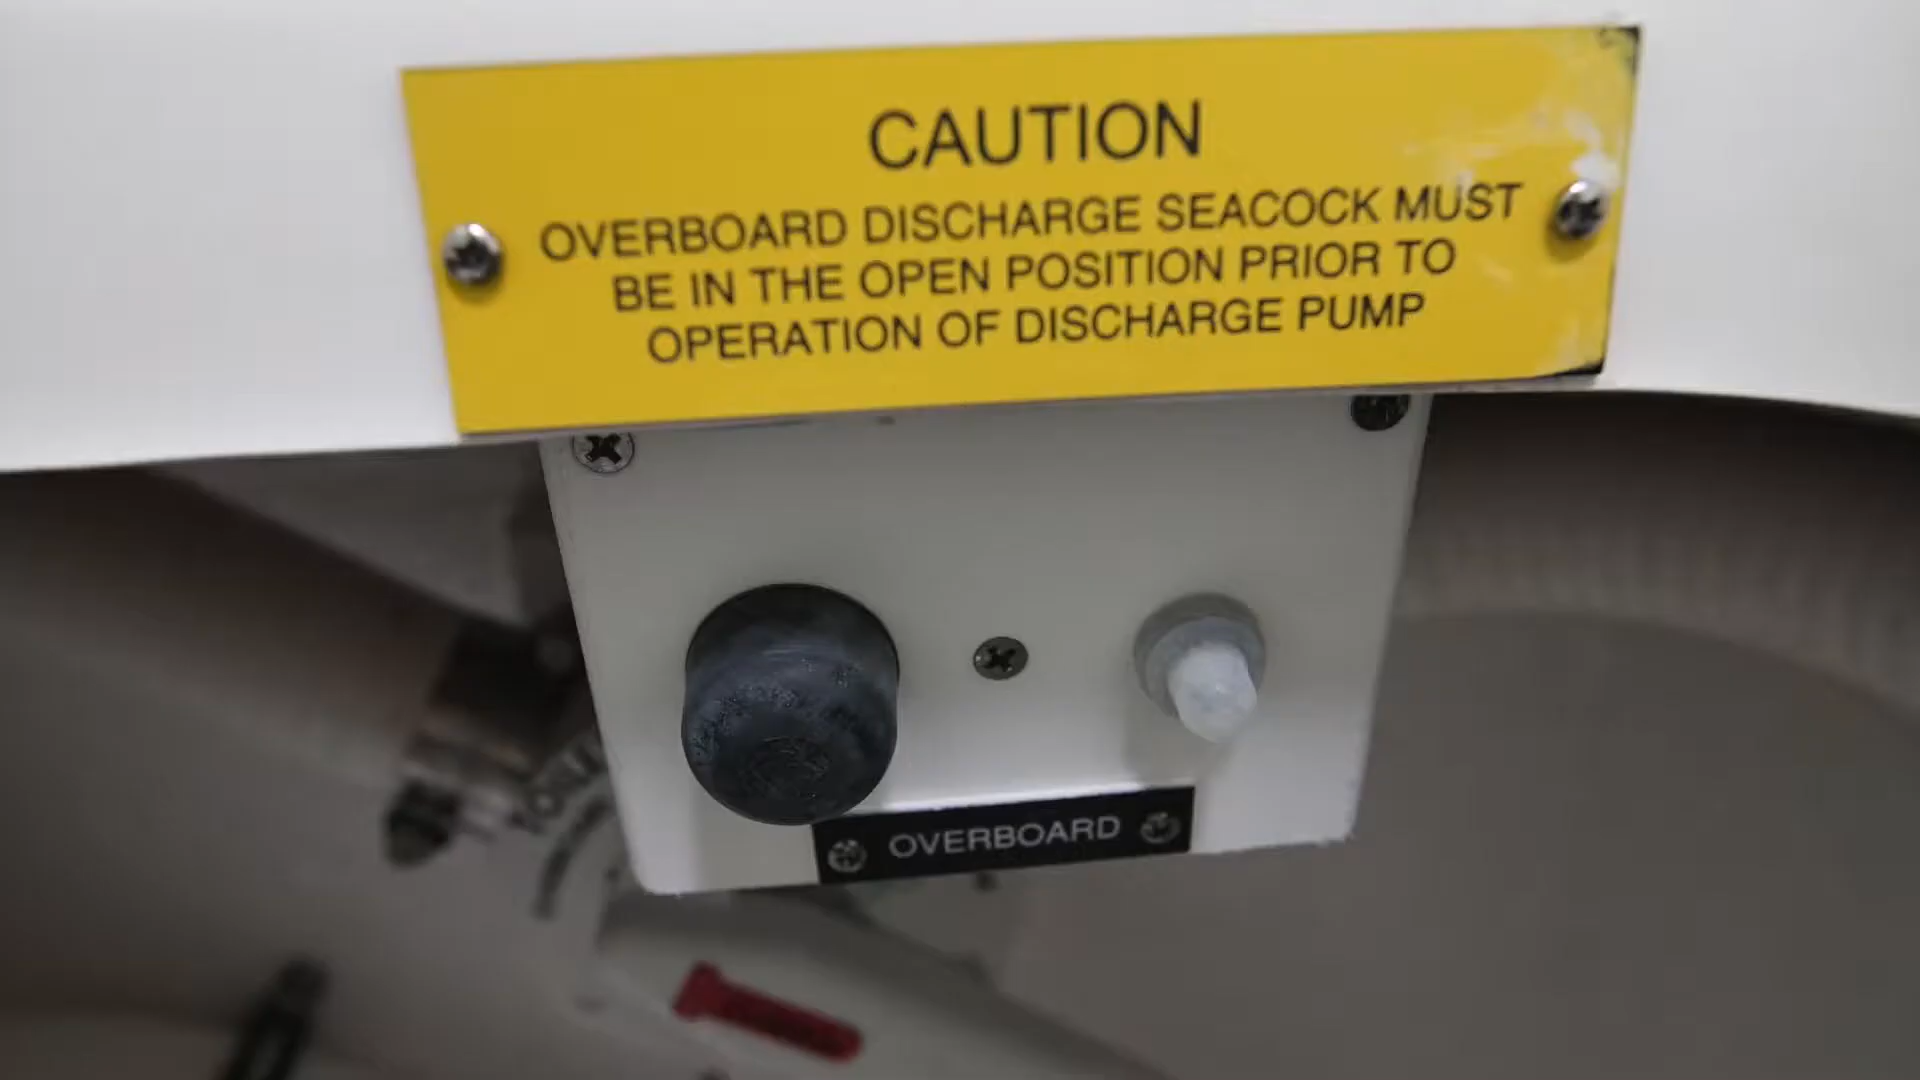 CAUTION
OVERBOARD DISCHARGE SEACOCK MUST
BE IN THE OPEN POSITION PRIOR TO
OPERATION OF DISCHARGE PUMP
OVERBOARD